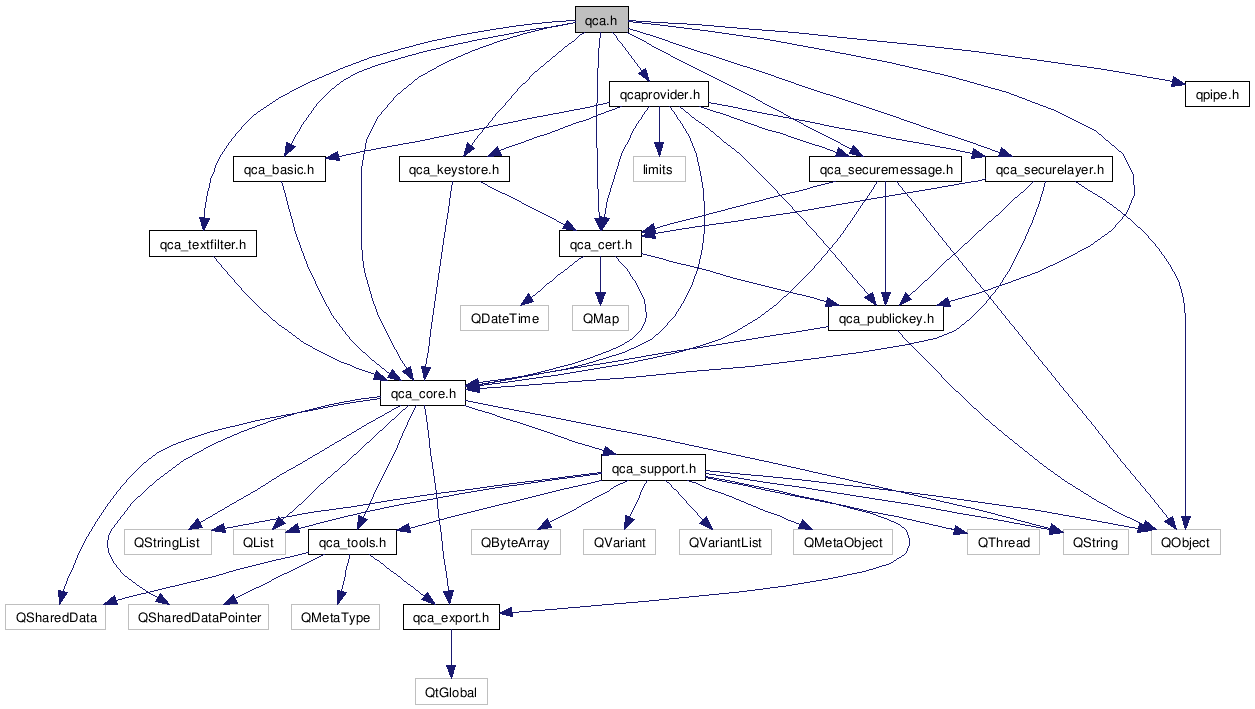 qca.h
qcaprovider.h
qpipe.h
qca_basic.h
qca_keystore.h
limits
qca_securemessage.h
qca_securelayer.h
qca_textfilter.h
qca_cert.h
QDateTime
QMap
qca_publickey.h
qca_core.h
qca_support.h
QStringList
QList
qca_tools.h
QByteArray
QVariant
QVariantList
QMetaObject
QThread
QString
QObject
QSharedData
QSharedDataPointer
QMetaType
qca_export.h
QtGlobal